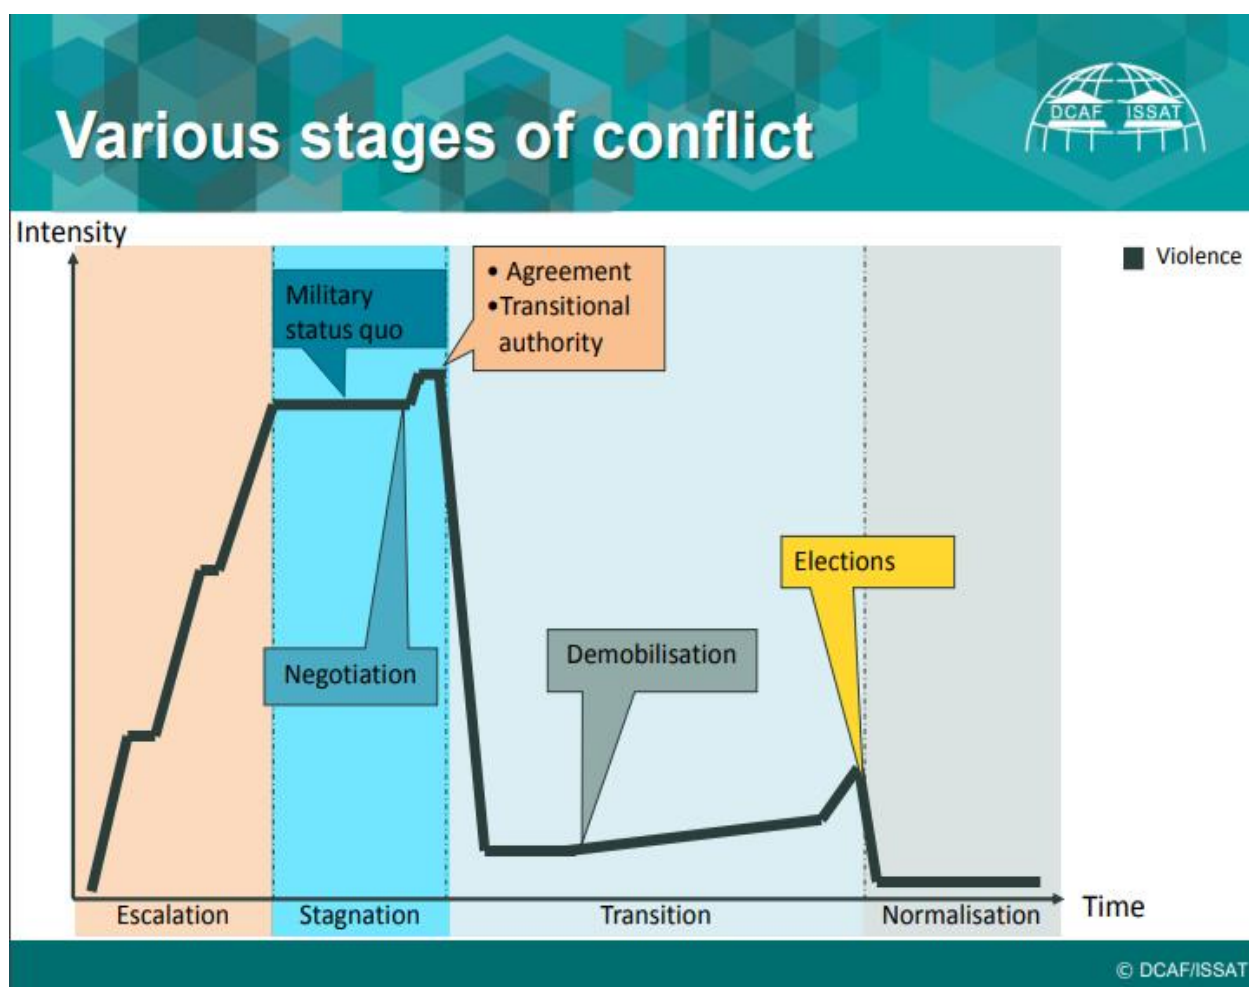 Various stages of conflict
DCAF ISSAT
Intensity
Violence
• Agreement
•Transitional
authority
Military
status quo
Elections
Demobilisation
Negotiation
Escalation
Stagnation
Transition
Normalisation
Time
© DCAF/ISSAT